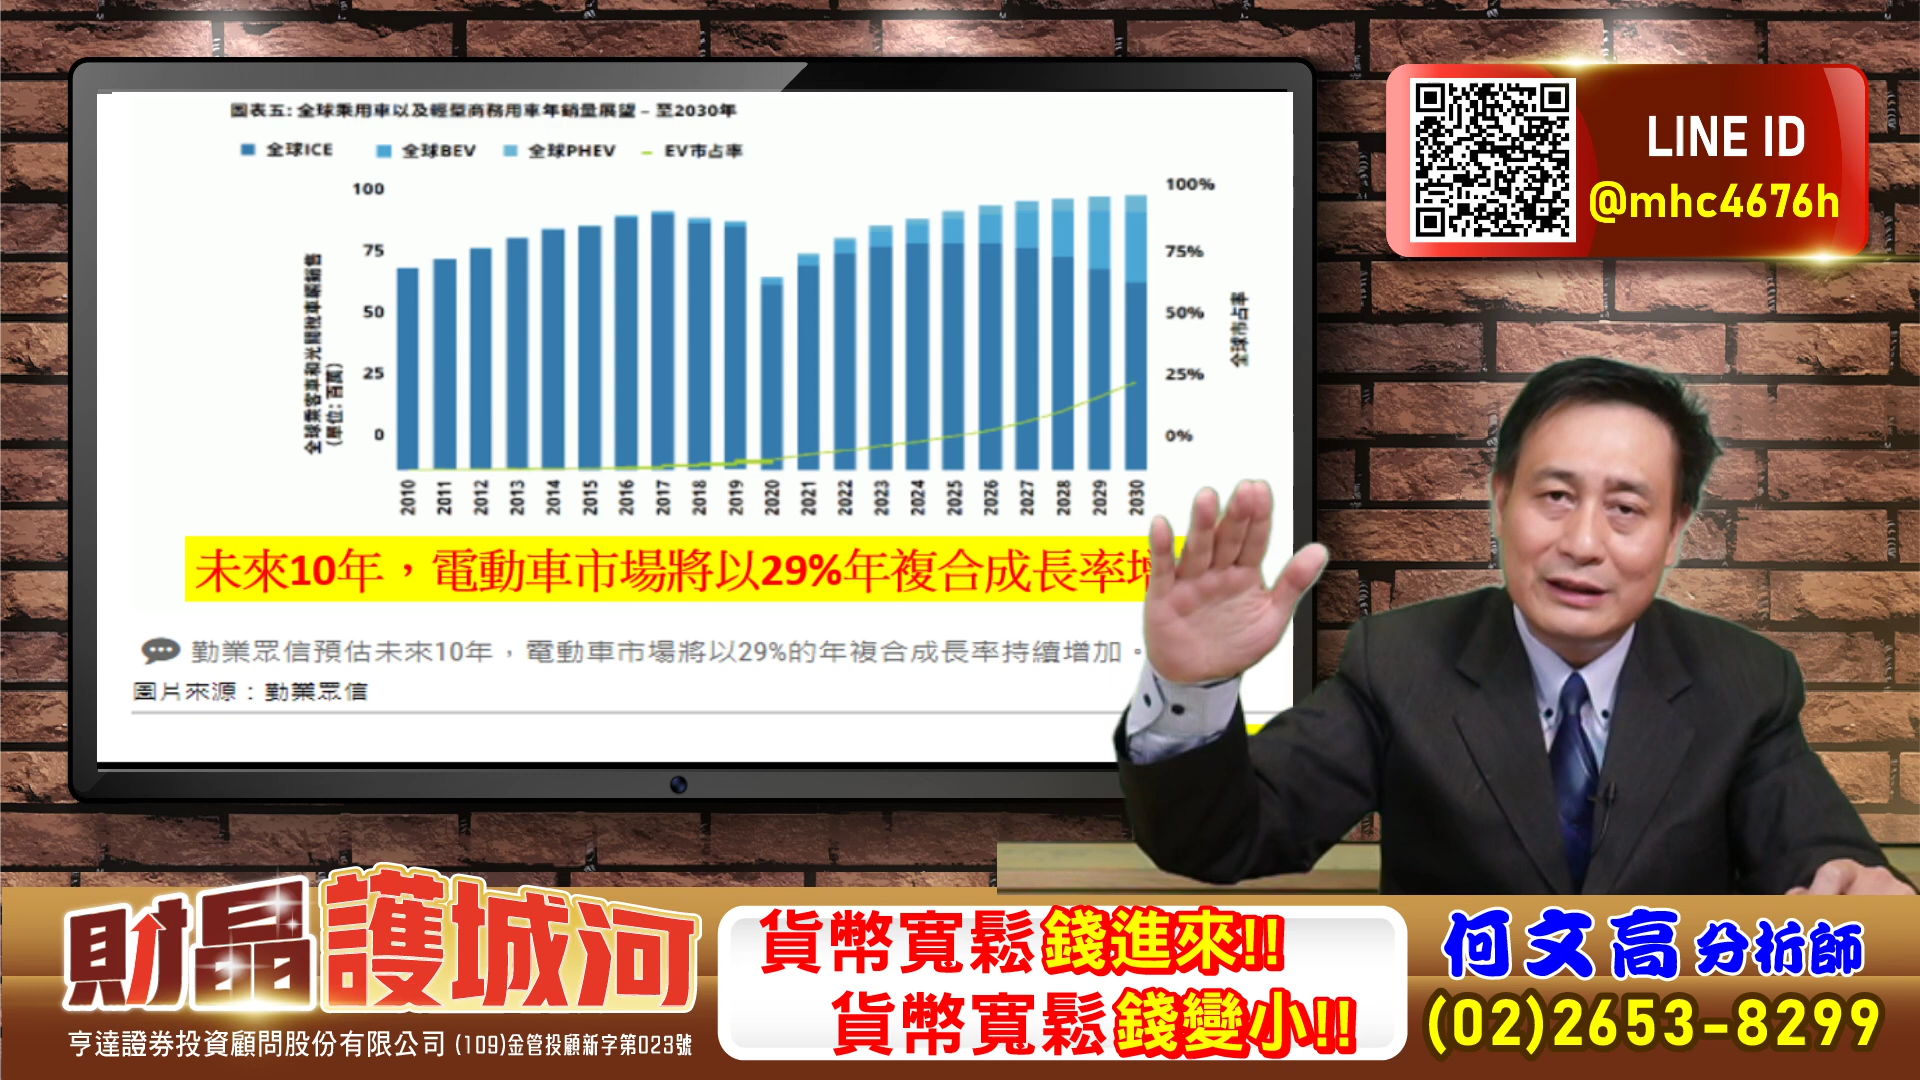 圖表五: 全球乘用車以及輕型商務用車年銷量展望 – 至2030年
全球ICE 全球BEV 全球PHEV EV市占率
100
75
50
25
0
100%
75%
50%
25%
0%
(單位: 百萬)
全球市占率
2010 2011 2012 2013 2014 2015 2016 2017 2018 2019 2020 2021 2022 2023 2024 2025 2026 2027 2028 2029 2030
未來10年，電動車市場將以29%年複合成長率增
勤業眾信預估未來10年，電動車市場將以29%的年複合成長率持續增加。
圖片來源：勤業眾信
LINE ID
@mhc4676h
財晶護城河
亨達證券投資顧問股份有限公司 (109)金管投顧新字第023號
貨幣寬鬆錢進來!!
貨幣寬鬆錢變小!!
何文高分析師
(02)2653-8299